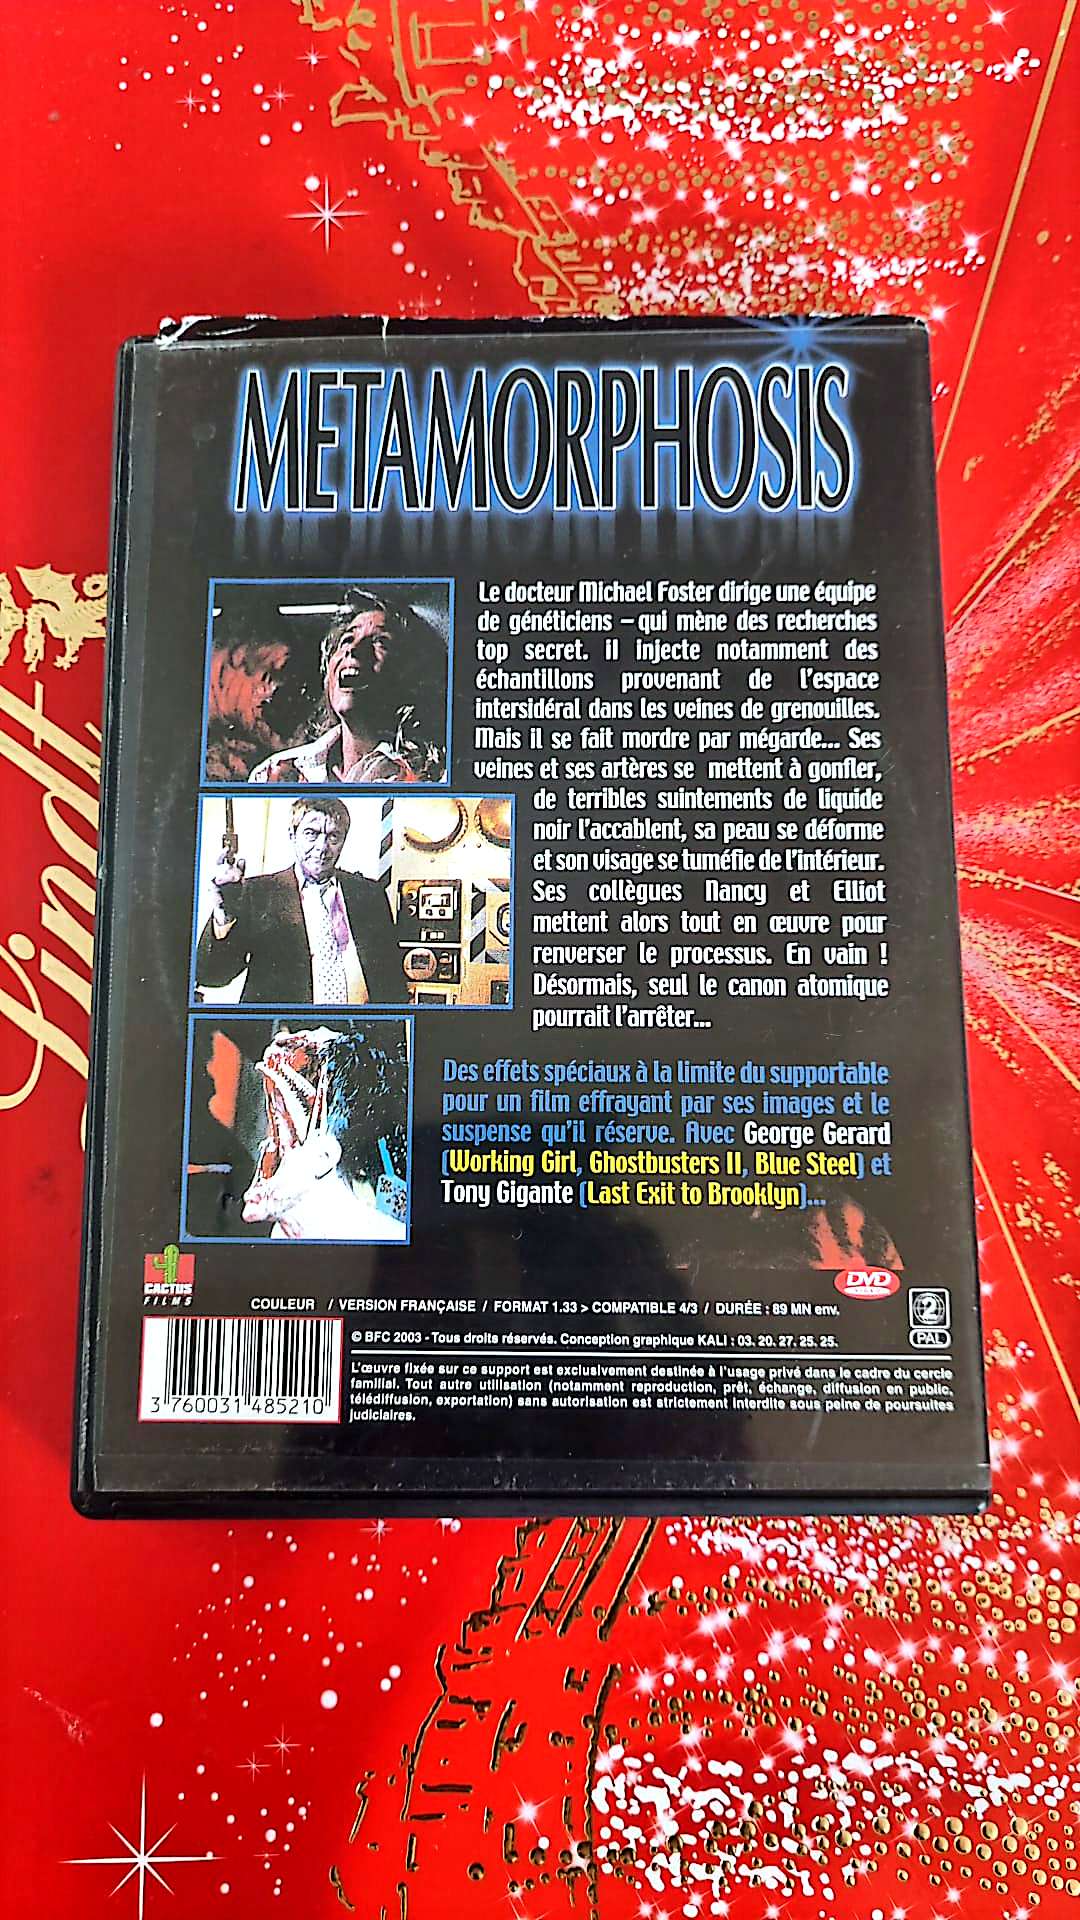 METAMORPHOSIS
Le docteur Michael Foster dirige une équipe
de généticiens – qui mène des recherches
top secret. il injecte notamment des
échantillons provenant de l'espace
intersidéral dans les veines de grenouilles.
Mais il se fait mordre par mégarde... Ses
veines et ses artères se mettent à gonfler,
de terribles suintements de liquide
noir l'accablent, sa peau se déforme
et son visage se tuméfie de l'intérieur.
Ses collègues Nancy et Elliot
mettent alors tout en œuvre pour
renverser le processus. En vain !
Désormais, seul le canon atomique
pourrait l'arrêter...
Des effets spéciaux à la limite du supportable
pour un film effrayant par ses images et le
suspense qu'il réserve. Avec George Gerard
(Working Girl, Ghostbusters II, Blue Steel) et
Tony Gigante (Last Exit to Brooklyn)...
Lindt
CACTUS
FILMS
DVD
VIDEO
2
PAL
COULEUR / VERSION FRANÇAISE / FORMAT 1.33 > COMPATIBLE 4/3 / DURÉE : 89 MN env.
© BFC 2003 - Tous droits réservés. Conception graphique KALI : 03. 20. 27. 25. 25.
L'œuvre fixée sur ce support est exclusivement destinée à l'usage privé dans le cadre du cercle
familial. Tout autre utilisation (notamment reproduction, prêt, échange, diffusion en public,
télédiffusion, exportation) sans autorisation est strictement interdite sous peine de poursuites
judiciaires.
3 760031 485210